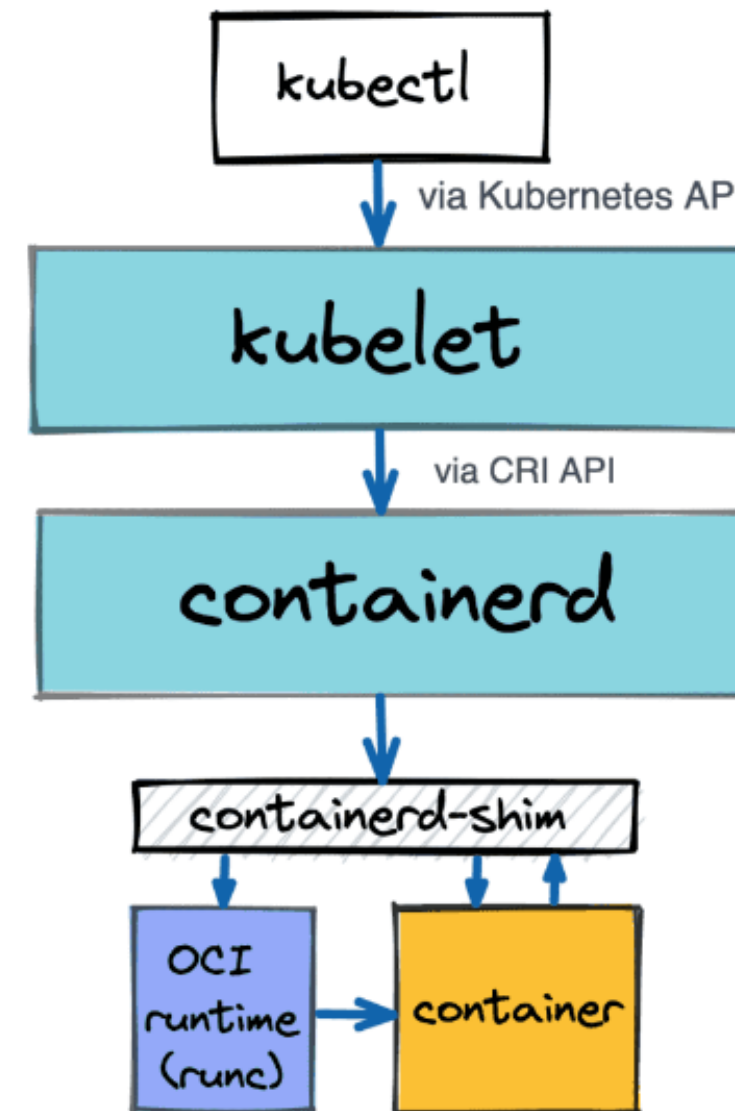 kubectl
via Kubernetes AP
kubelet
via CRI API
containerd
containerd-shim
OCI
runtime
(runc)
container